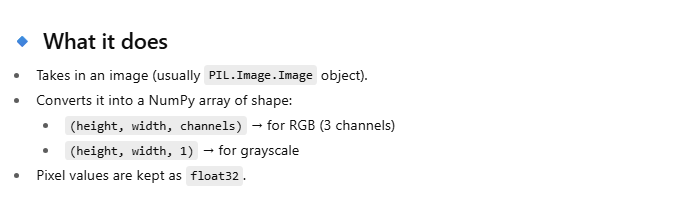 What it does
Takes in an image (usually PIL.Image.Image object).
Converts it into a NumPy array of shape:
(height, width, channels) → for RGB (3 channels)
(height, width, 1) → for grayscale
Pixel values are kept as float32.